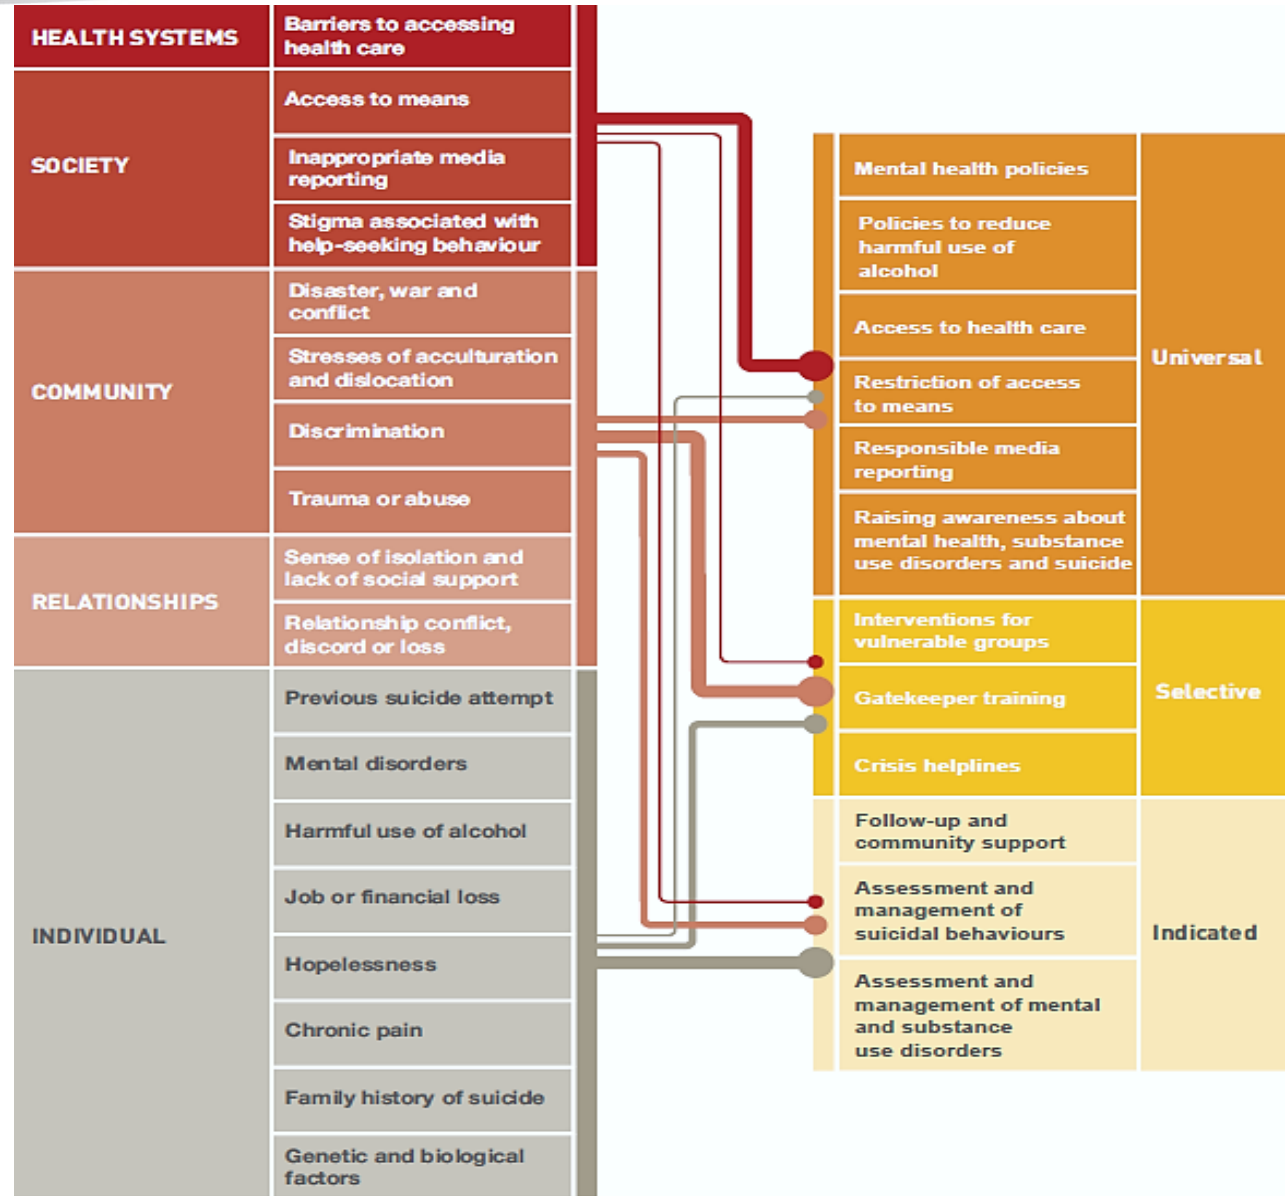 HEALTH SYSTEMS
Barriers to accessing
health care
SOCIETY
Access to means
Inappropriate media
reporting
Stigma associated with
help-seeking behaviour
COMMUNITY
Disaster, war and
conflict
Stresses of acculturation
and dislocation
Discrimination
Trauma or abuse
RELATIONSHIPS
Sense of isolation and
lack of social support
Relationship conflict,
discord or loss
INDIVIDUAL
Previous suicide attempt
Mental disorders
Harmful use of alcohol
Job or financial loss
Hopelessness
Chronic pain
Family history of suicide
Genetic and biological
factors
Mental health policies
Policies to reduce
harmful use of
alcohol
Access to health care
Restriction of access
to means
Responsible media
reporting
Raising awareness about
mental health, substance
use disorders and suicide
Universal
Interventions for
vulnerable groups
Gatekeeper training
Crisis helplines
Selective
Follow-up and
community support
Assessment and
management of
suicidal behaviours
Assessment and
management of mental
and substance
use disorders
Indicated